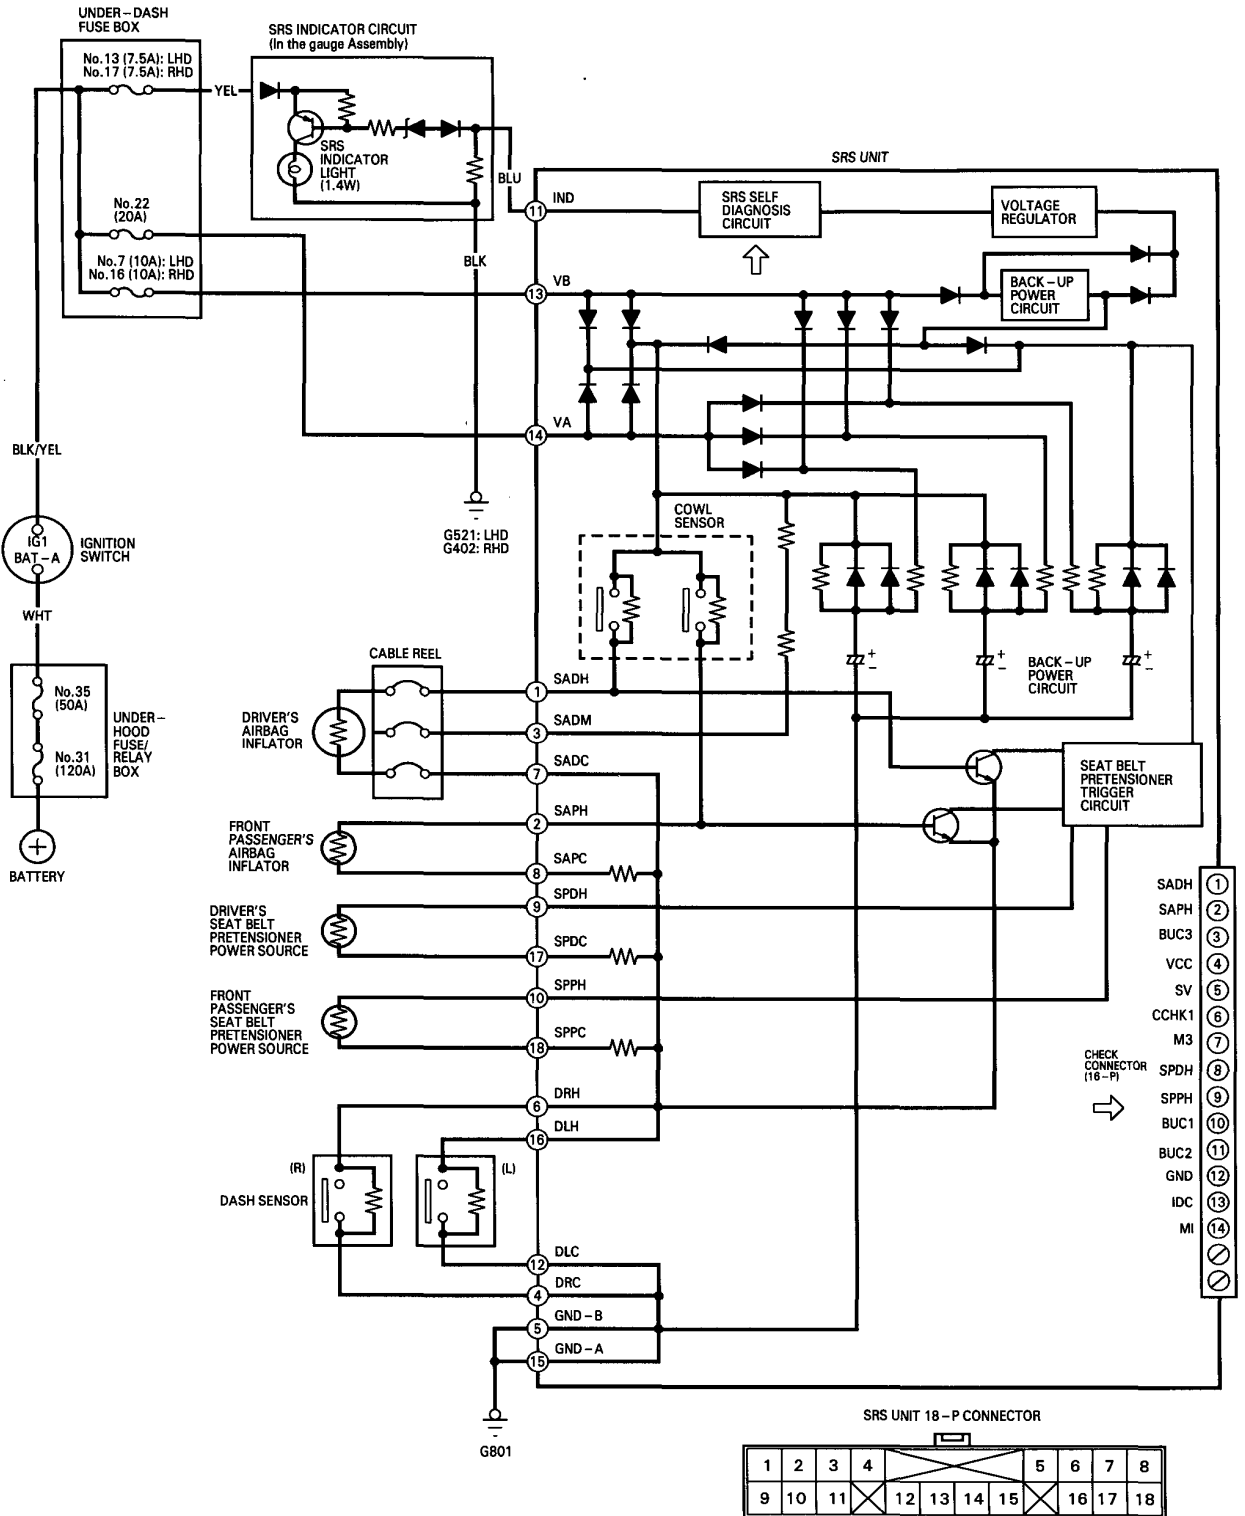 UNDER-DASH
FUSE BOX
No.13 (7.5A): LHD
No.17 (7.5A): RHD
YEL
No.22
(20A)
No.7 (10A): LHD
No.16 (10A): RHD
SRS INDICATOR CIRCUIT
(In the gauge Assembly)
SRS
INDICATOR
LIGHT
(1.4W)
BLU
BLK
G521: LHD
G402: RHD
BLK/YEL
IG1
BAT-A
IGNITION
SWITCH
WHT
No.35
(50A)
No.31
(120A)
UNDER-
HOOD
FUSE/
RELAY
BOX
+
BATTERY
SRS UNIT
11 IND
SRS SELF
DIAGNOSIS
CIRCUIT
VOLTAGE
REGULATOR
13 VB
BACK-UP
POWER
CIRCUIT
14 VA
COWL
SENSOR
+
-
+
-
+
-
BACK-UP
POWER
CIRCUIT
CABLE REEL
DRIVER'S
AIRBAG
INFLATOR
1 SADH
3 SADM
7 SADC
SEAT BELT
PRETENSIONER
TRIGGER
CIRCUIT
FRONT
PASSENGER'S
AIRBAG
INFLATOR
2 SAPH
8 SAPC
DRIVER'S
SEAT BELT
PRETENSIONER
POWER SOURCE
9 SPDH
17 SPDC
FRONT
PASSENGER'S
SEAT BELT
PRETENSIONER
POWER SOURCE
10 SPPH
18 SPPC
6 DRH
16 DLH
(R)
(L)
DASH SENSOR
12 DLC
4 DRC
5 GND-B
15 GND-A
G801
CHECK
CONNECTOR
(16-P)
SADH 1
SAPH 2
BUC3 3
VCC 4
SV 5
CCHK1 6
M3 7
SPDH 8
SPPH 9
BUC1 10
BUC2 11
GND 12
IDC 13
MI 14
SRS UNIT 18-P CONNECTOR
1 2 3 4 5 6 7 8
9 10 11 12 13 14 15 16 17 18